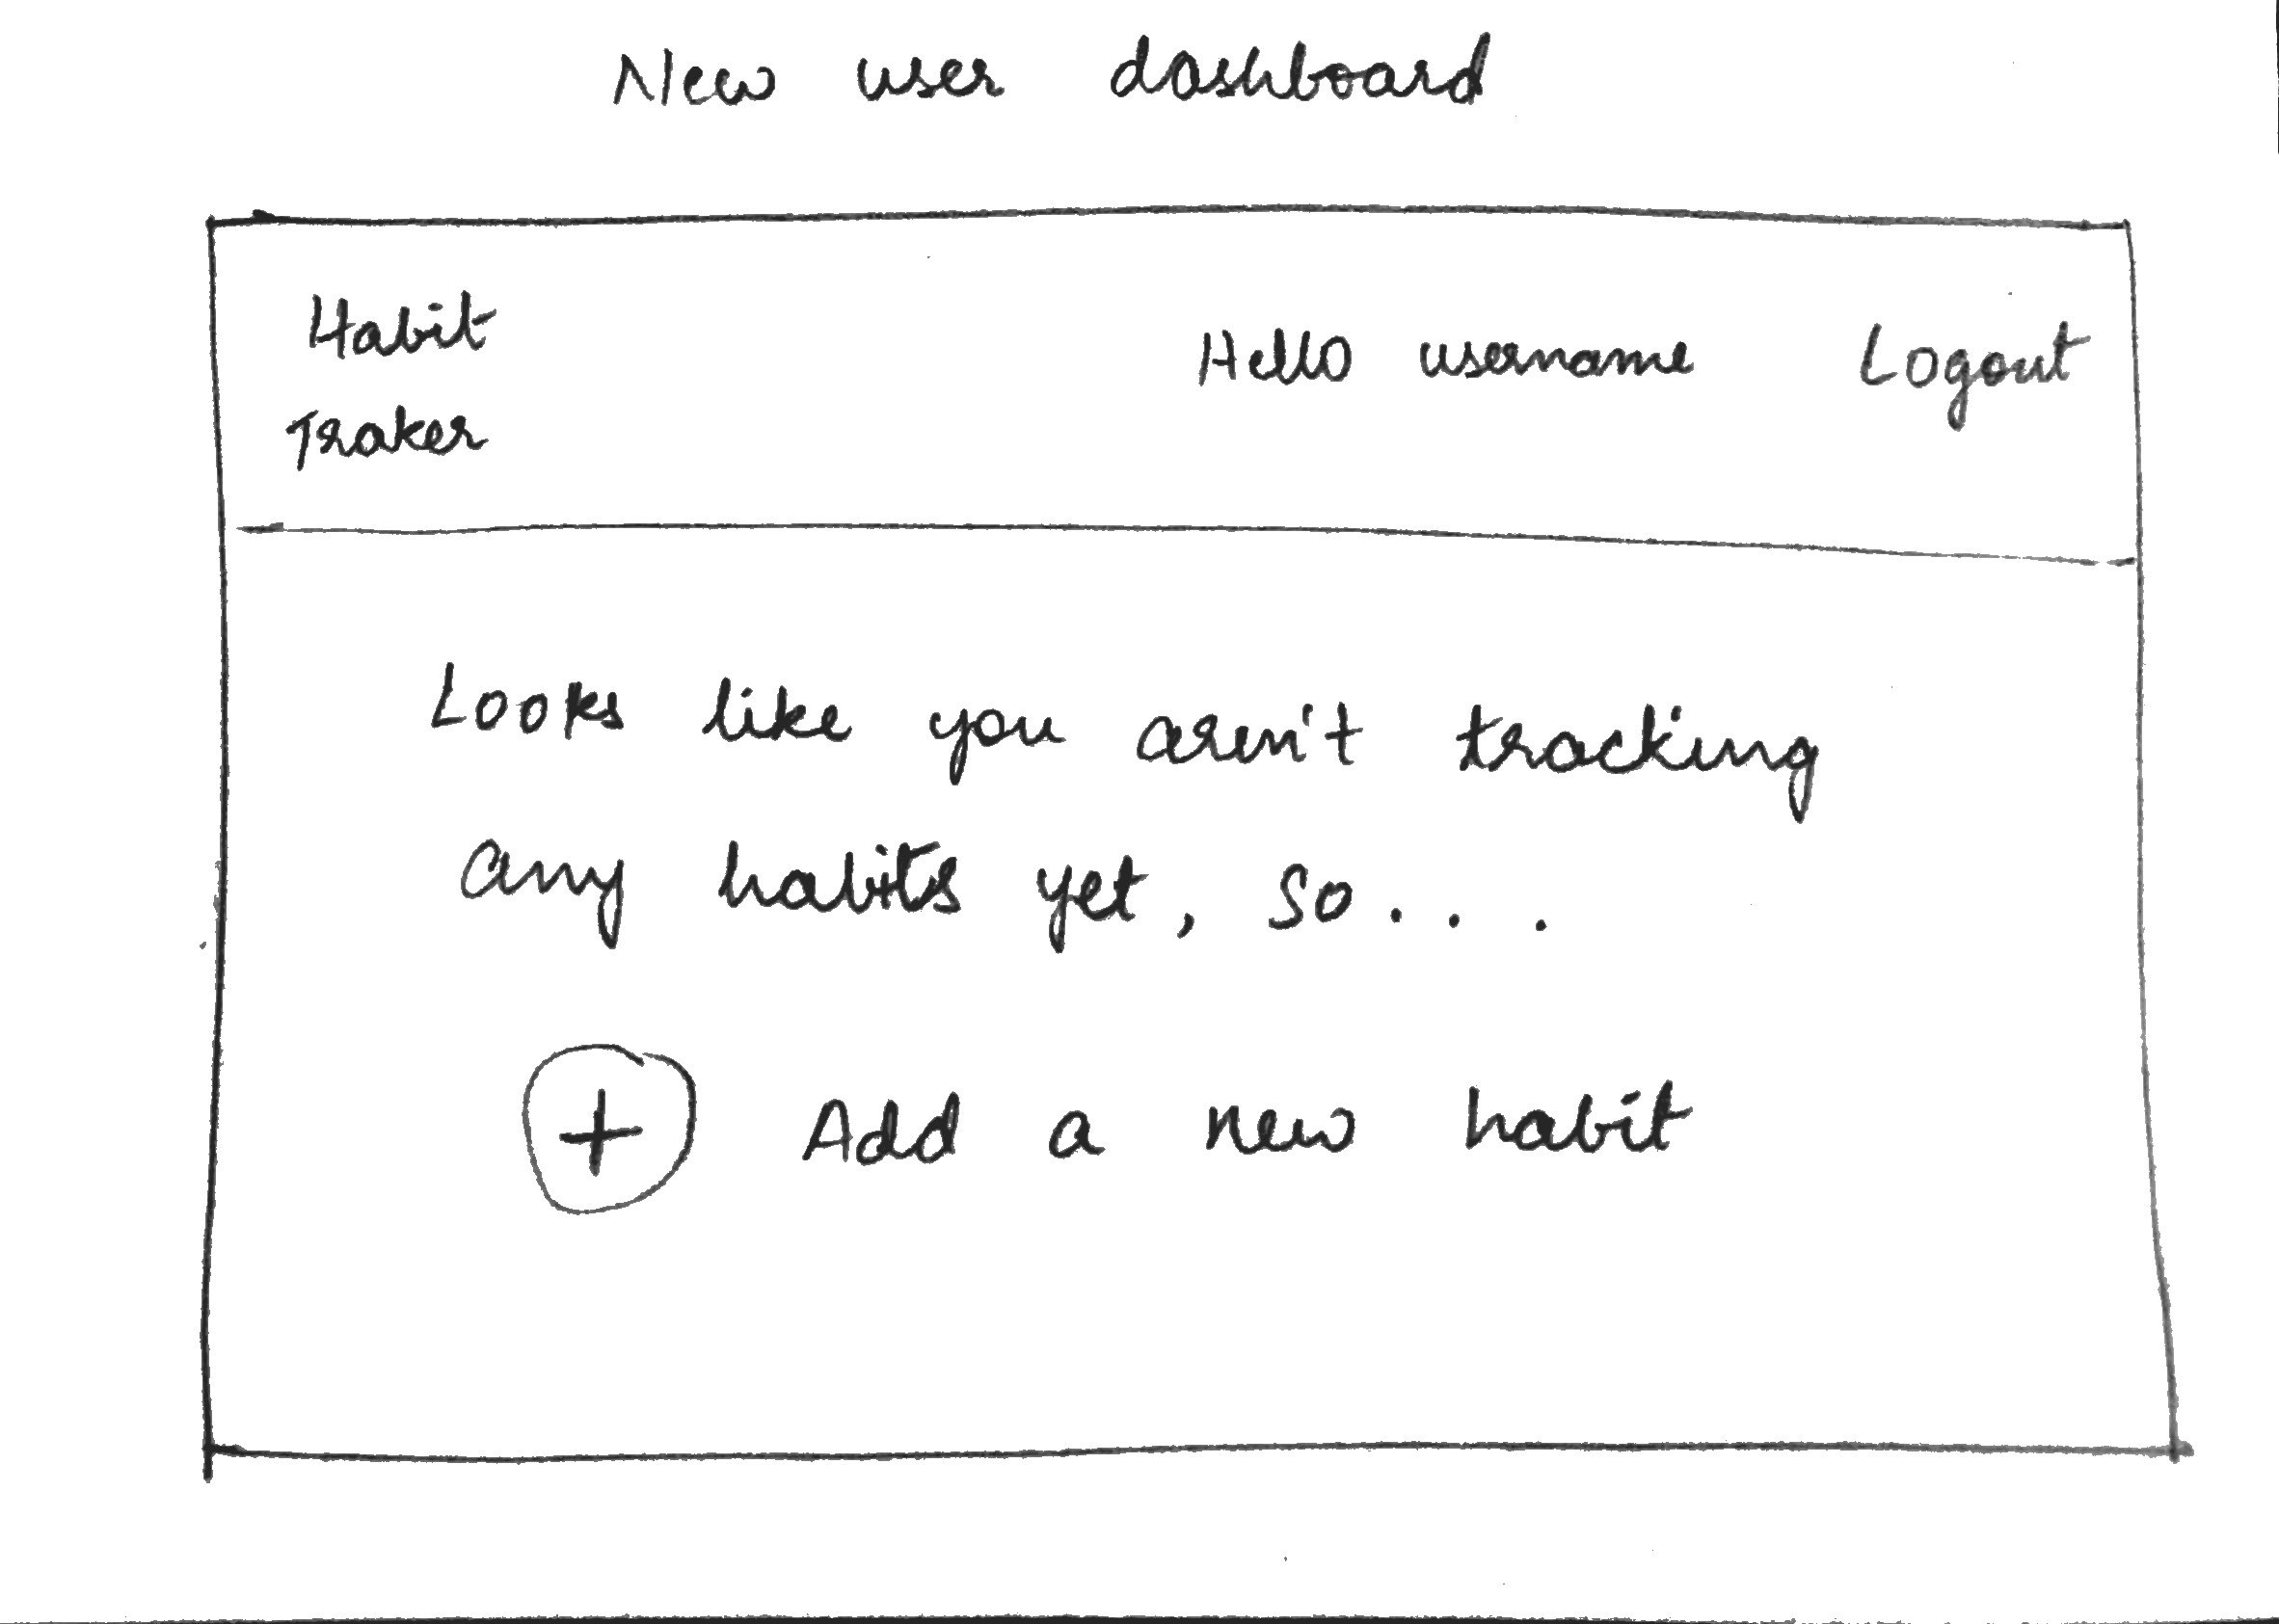 New user dashboard
Habit
Traker
Hello username
Logout
Looks like you aren't tracking
any habits yet, so...
+ Add a new habit